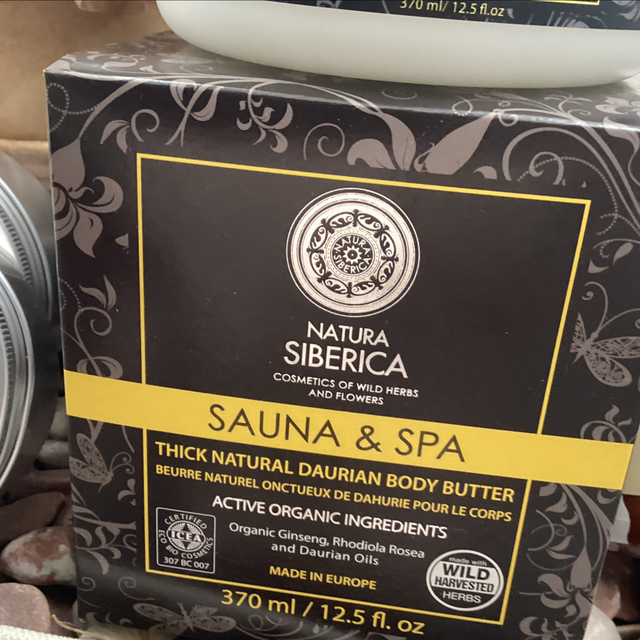 370 ml/ 12.5 fl.oz
NATURA
SIBERICA
NATURA
SIBERICA
COSMETICS OF WILD HERBS
AND FLOWERS
SAUNA & SPA
THICK NATURAL DAURIAN BODY BUTTER
BEURRE NATUREL ONCTUEUX DE DAHURIE POUR LE CORPS
ACTIVE ORGANIC INGREDIENTS
Organic Ginseng, Rhodiola Rosea
and Daurian Oils
CERTIFIED
ICEA
ECO BIO COSMETICS
307 BC 007
made with
WILD
HARVESTED
HERBS
MADE IN EUROPE
370 ml / 12.5 fl. oz